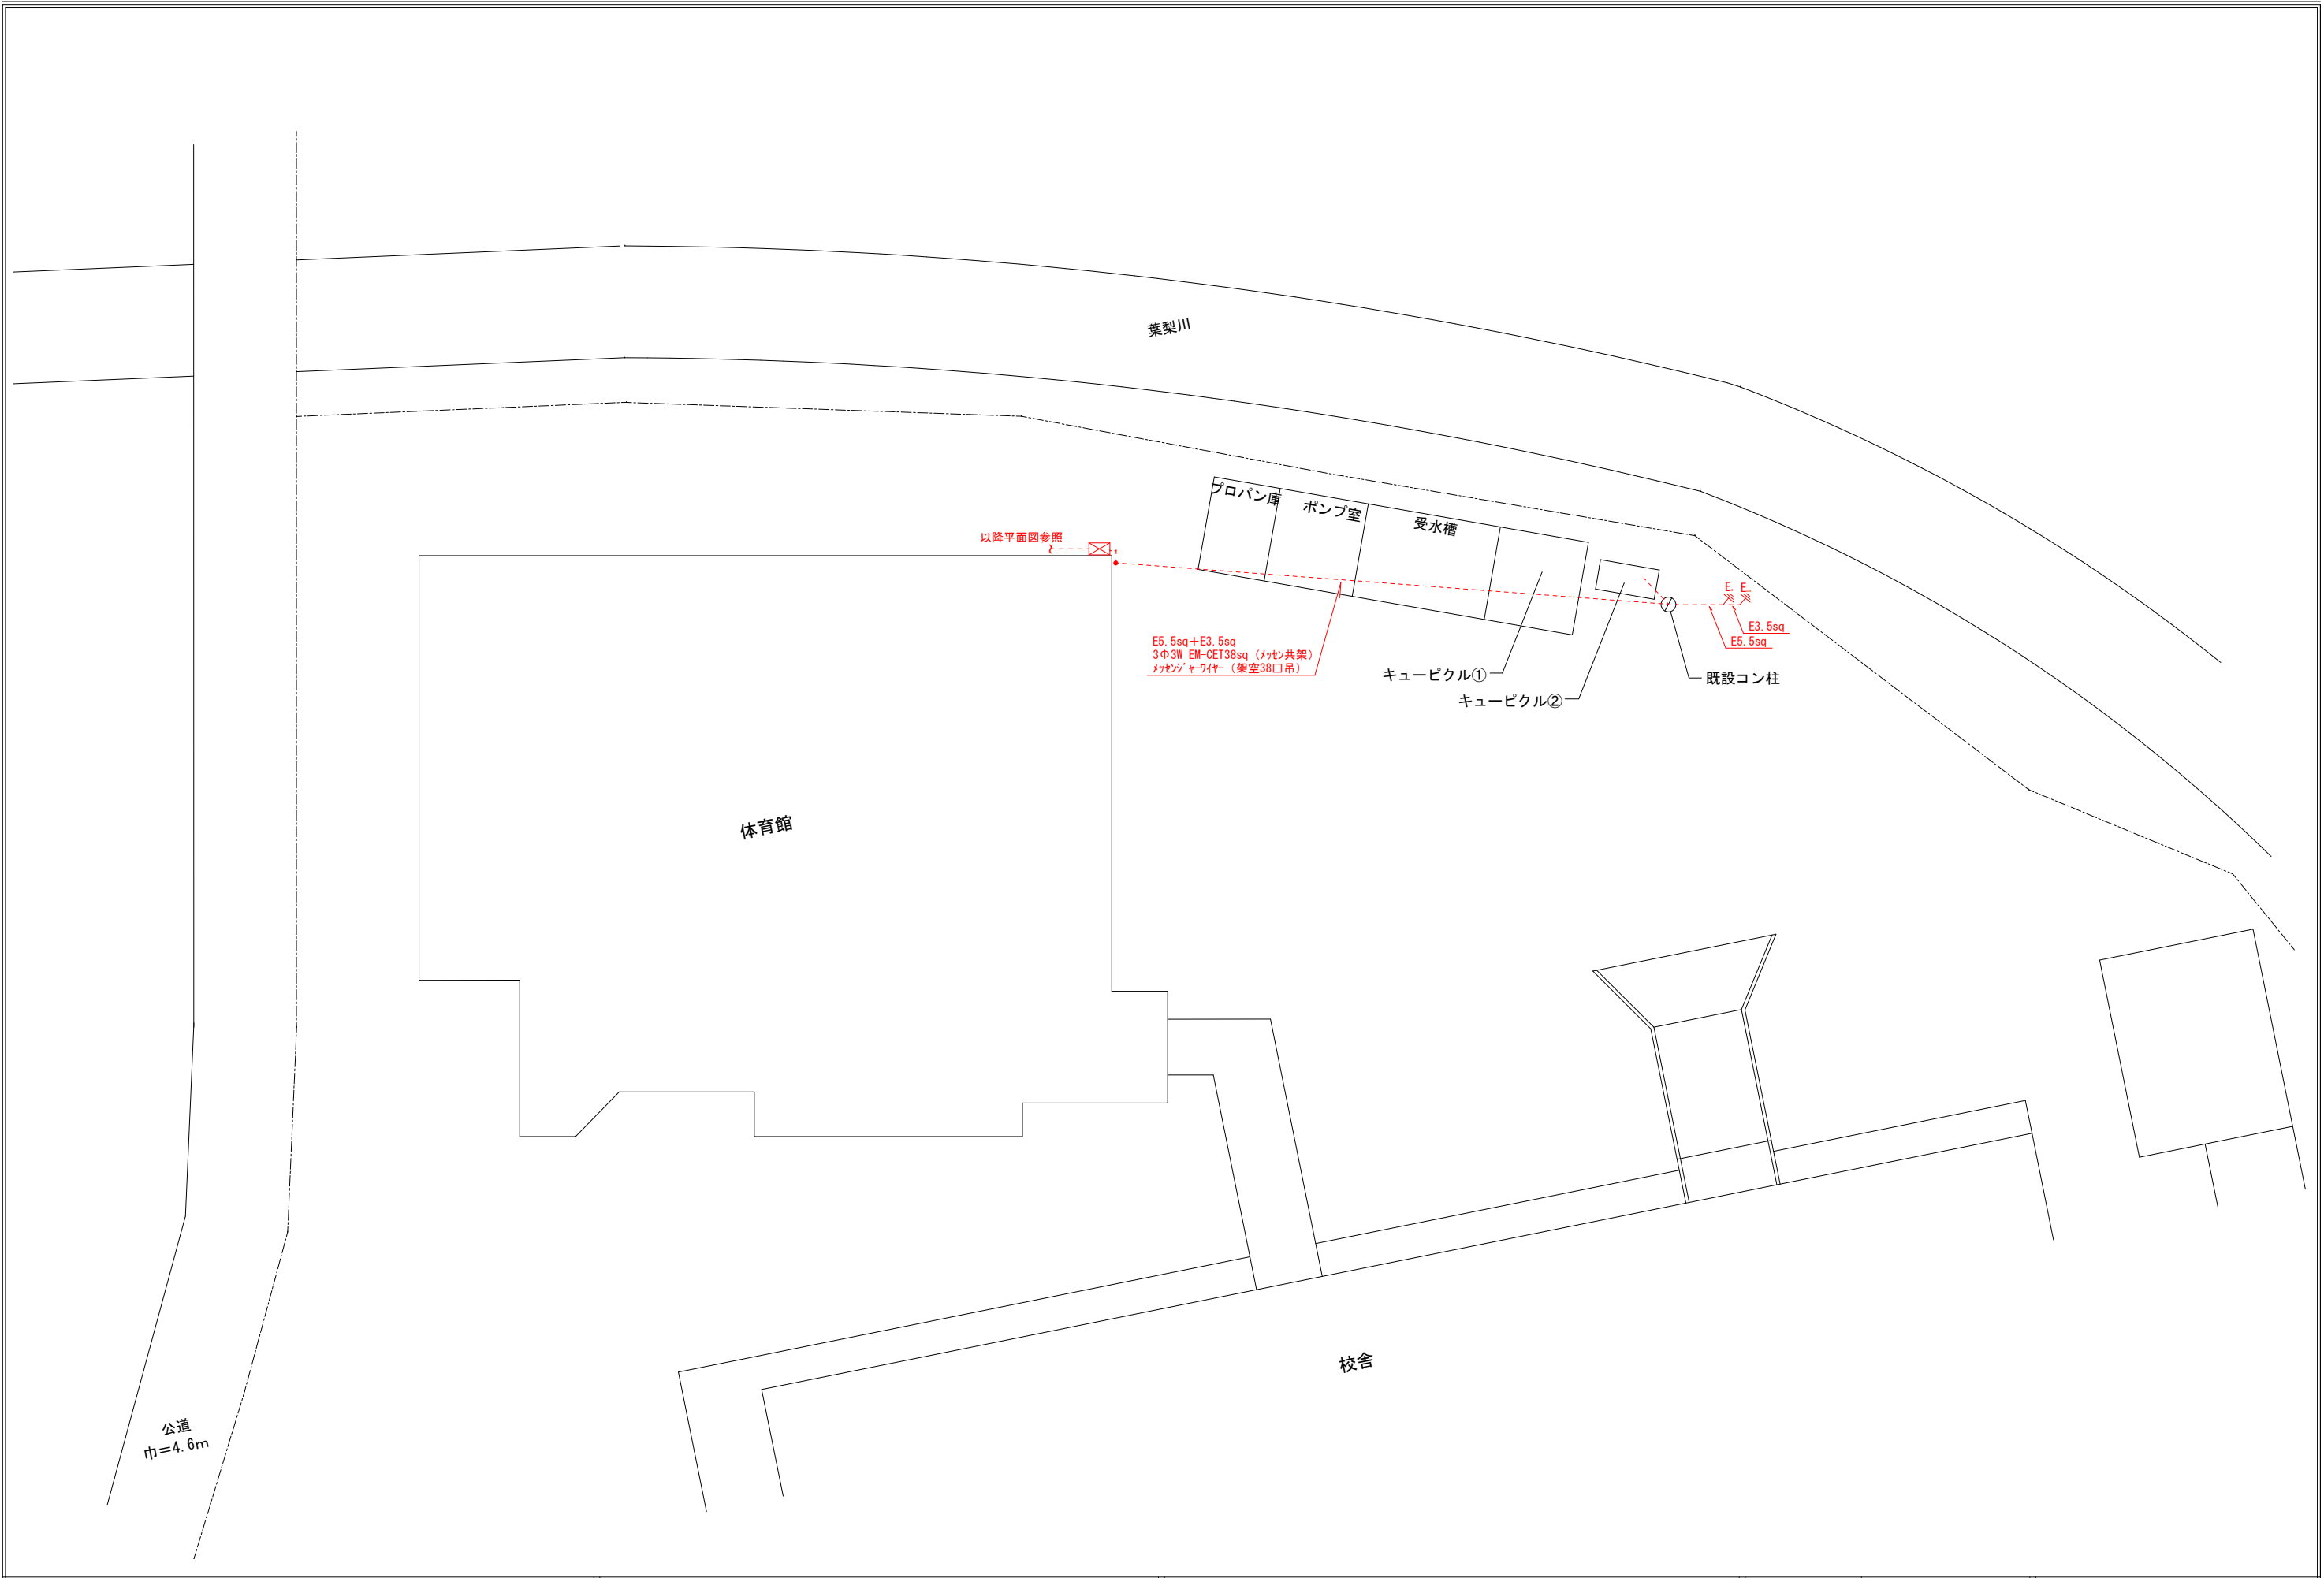 葉梨川
プロパン庫
ポンプ室
受水槽
以降平面図参照
E.
E..
E3.5sq
E5.5sq
E5.5sq+E3.5sq
3Φ3W EM-CET38sq(メッセン共架)
メッセンジャーワイヤー(架空38口吊)
キュービクル①
既設コン柱
キュービクル②
体育館
校舎
公道
巾=4.6m